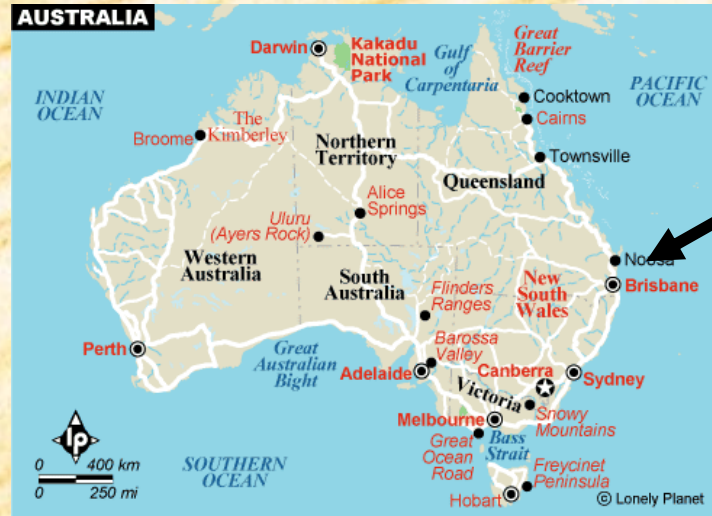 AUSTRALIA
Darwin
Kakadu
National
Park
Gulf
of
Carpentaria
Great
Barrier
Reef
PACIFIC
OCEAN
INDIAN
OCEAN
Cooktown
Cairns
The
Kimberley
Broome
Northern
Territory
Townsville
Queensland
Alice
Springs
Uluru
(Ayers Rock)
Western
Australia
South
Australia
Noosa
Brisbane
New
South
Wales
Flinders
Ranges
Barossa
Valley
Perth
Great
Australian
Bight
Adelaide
Canberra
Sydney
Victoria
Snowy
Mountains
Melbourne
Great
Ocean
Road
Bass
Strait
lp
0 400 km
0 250 mi
SOUTHERN
OCEAN
Freycinet
Peninsula
Hobart
© Lonely Planet